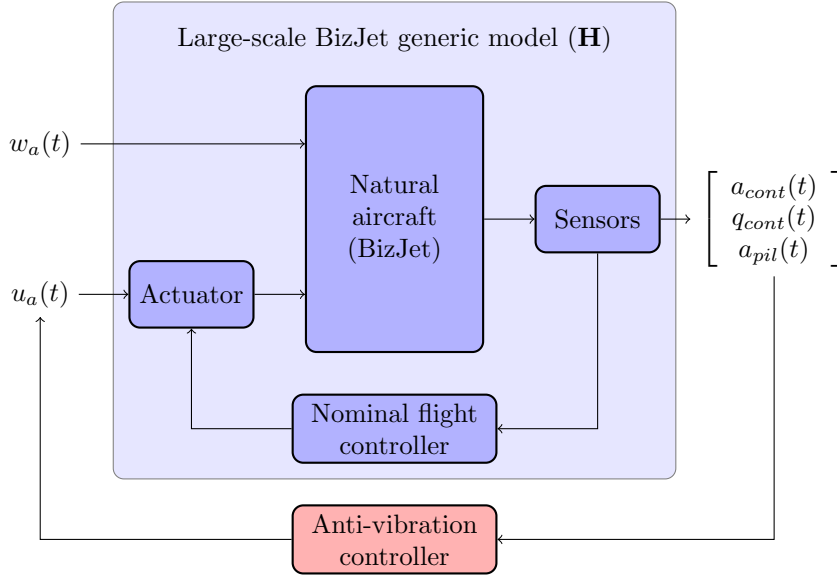 Large-scale BizJet generic model (H)
w_a(t)
Natural
aircraft
(BizJet)
Sensors
a_cont(t)
q_cont(t)
a_pil(t)
u_a(t)
Actuator
Nominal flight
controller
Anti-vibration
controller